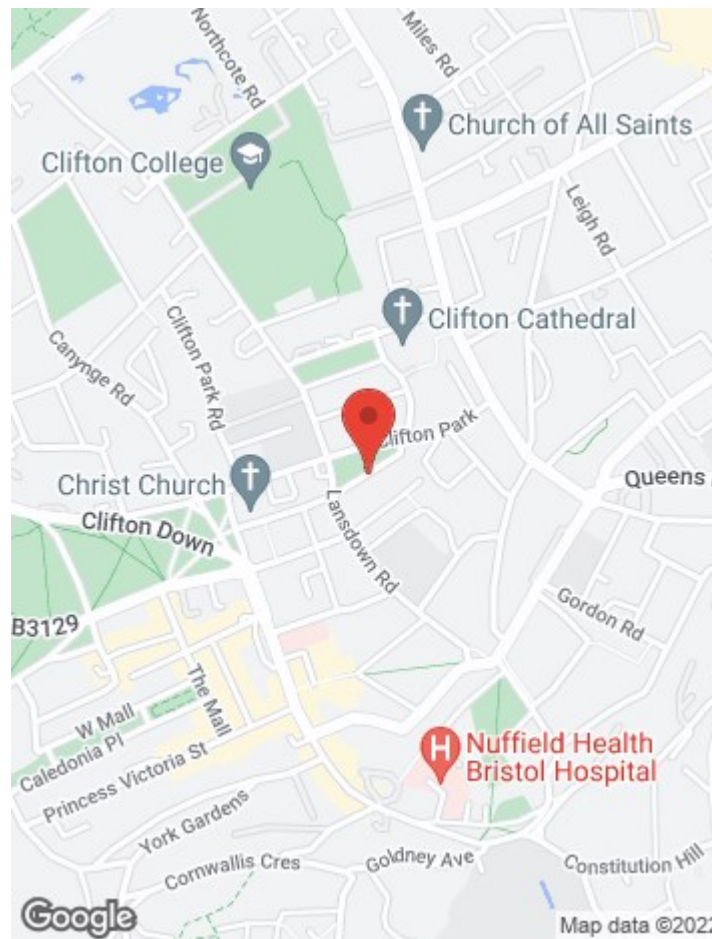 Northcote Rd
Miles Rd
Church of All Saints
Clifton College
Leigh Rd
Clifton Cathedral
Canynge Rd
Clifton Park Rd
Clifton Park
Christ Church
Queens
Clifton Down
Lansdown Rd
Gordon Rd
B3129
The Mall
W Mall
Caledonia Pl
Princess Victoria St
H Nuffield Health
Bristol Hospital
York Gardens
Cornwallis Cres
Goldney Ave
Constitution Hill
Google
Map data ©2022